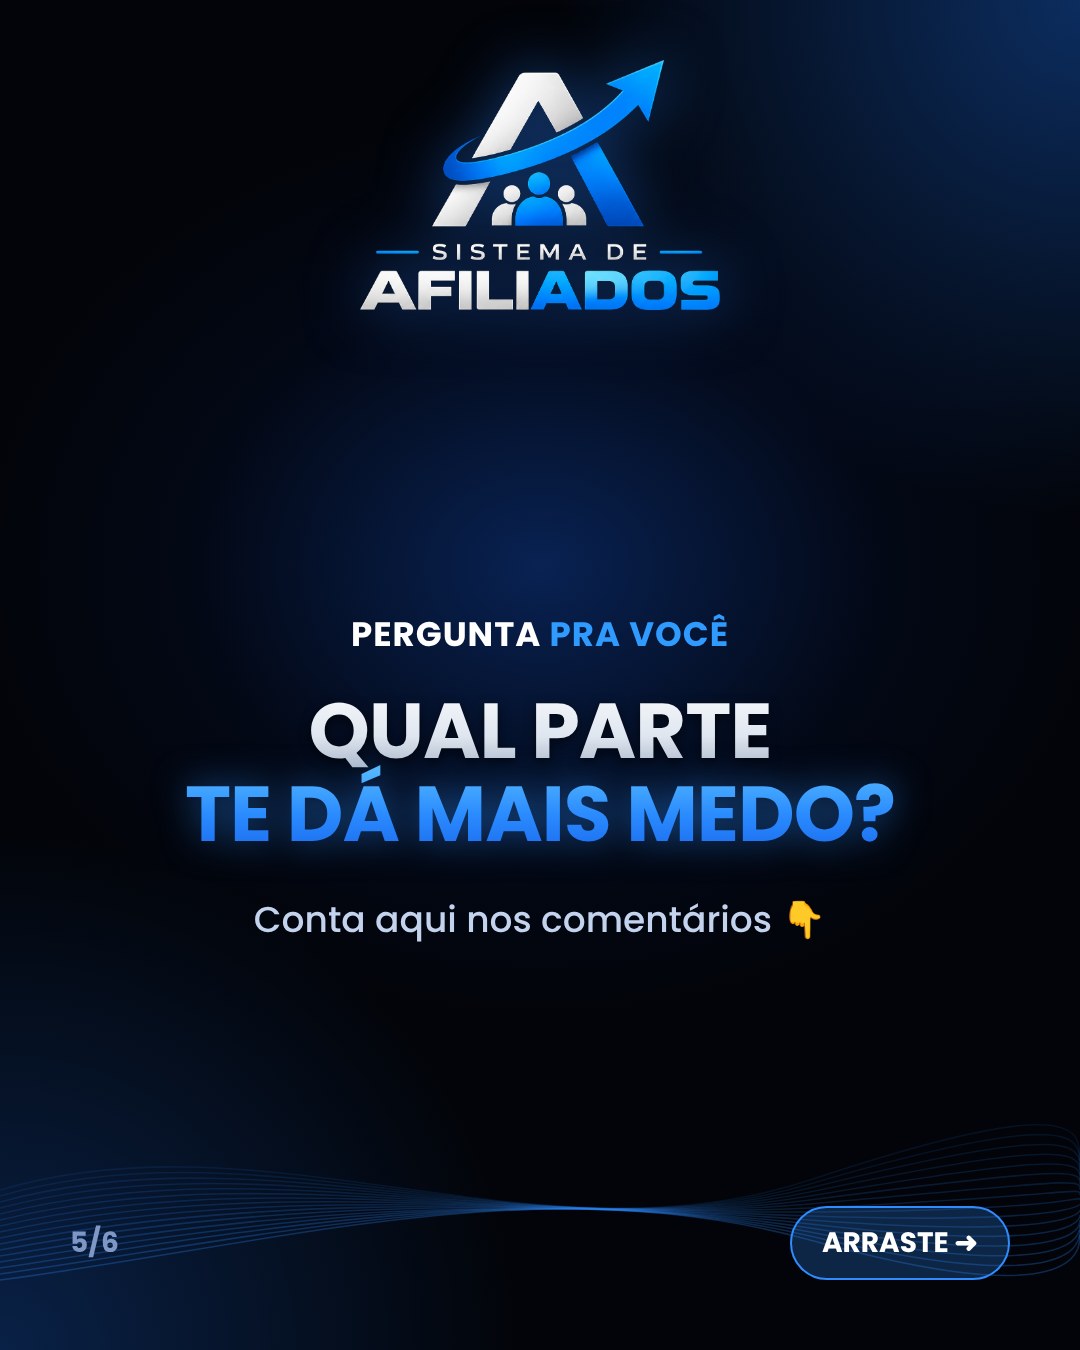 SISTEMA DE
AFILIADOS
PERGUNTA PRA VOCÊ
QUAL PARTE
TE DÁ MAIS MEDO?
Conta aqui nos comentários 👇
5/6
ARRASTE ➜